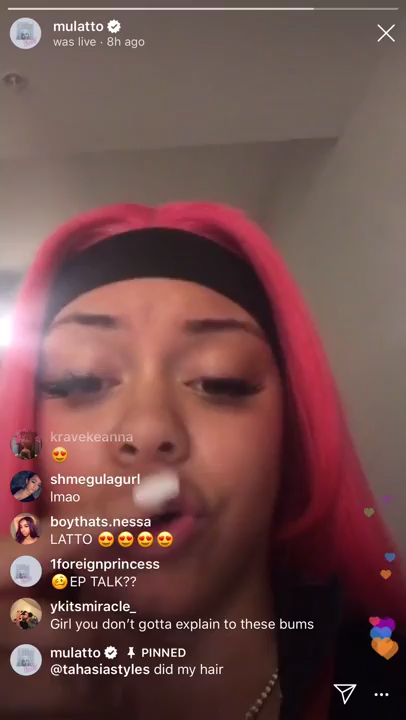 mulatto
was live · 8h ago
kravekeanna
😍
shmegulagurl
lmao
boythats.nessa
LATTO 😍😍😍😍
1foreignprincess
🤒EP TALK??
ykitsmiracle_
Girl you don’t gotta explain to these bums
mulatto PINNED
@tahasiastyles did my hair